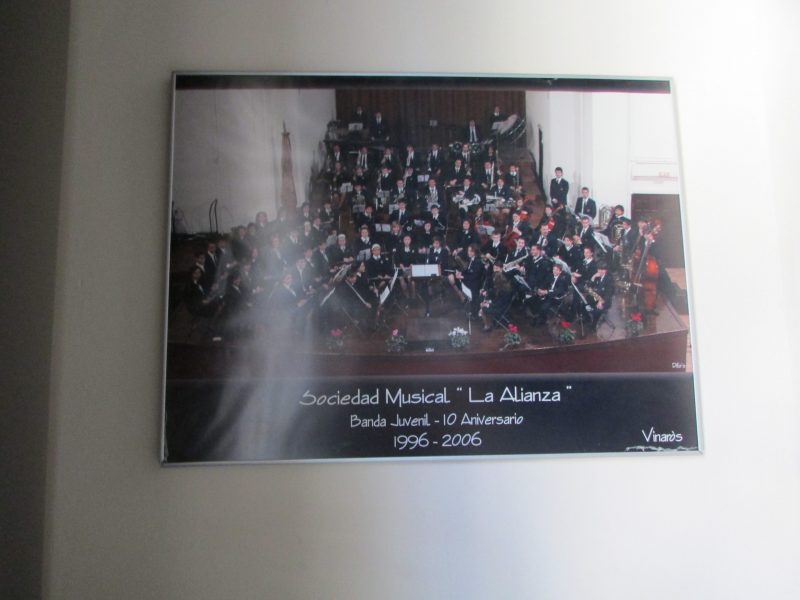 Sociedad Musical "La Alianza"
Banda Juvenil - 10 Aniversario
1996 - 2006
Vinaròs